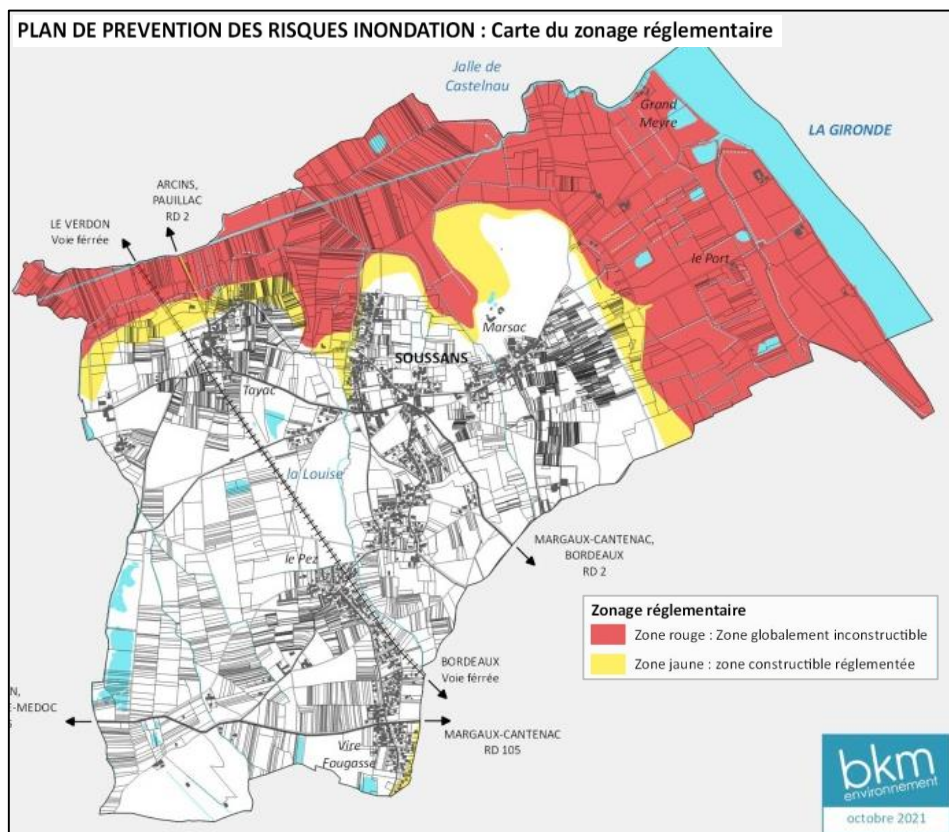 PLAN DE PREVENTION DES RISQUES INONDATION : Carte du zonage réglementaire
Jalle de
Castelnau
Grand
Meyre
LA GIRONDE
ARCINS,
PAUILLAC
RD 2
LE VERDON
Voie férrée
le Port
Marsac
SOUSSANS
Tayac
la Louise
MARGAUX-CANTENAC,
BORDEAUX
RD 2
le Pez
Zonage réglementaire
Zone rouge : Zone globalement inconstructible
Zone jaune : zone constructible réglementée
BORDEAUX
Voie férrée
N,
E-MEDOC
MARGAUX-CANTENAC
RD 105
Vire
Fougasse
bkm
environnement
octobre 2021